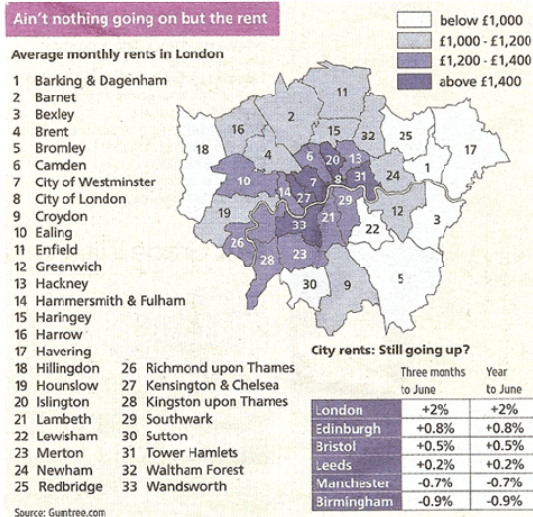 Ain't nothing going on but the rent
below £1,000
£1,000 - £1,200
£1,200 - £1,400
above £1,400
Average monthly rents in London
1 Barking & Dagenham
2 Barnet
3 Bexley
4 Brent
5 Bromley
6 Camden
7 City of Westminster
8 City of London
9 Croydon
10 Ealing
11 Enfield
12 Greenwich
13 Hackney
14 Hammersmith & Fulham
15 Haringey
16 Harrow
17 Havering
18 Hillingdon
19 Hounslow
20 Islington
21 Lambeth
22 Lewisham
23 Merton
24 Newham
25 Redbridge
26 Richmond upon Thames
27 Kensington & Chelsea
28 Kingston upon Thames
29 Southwark
30 Sutton
31 Tower Hamlets
32 Waltham Forest
33 Wandsworth
11
2
16
15
32
25
17
18
4
6
20
13
10
14
7
8
31
24
1
27
19
33
21
29
12
3
26
22
28
23
30
9
5
City rents: Still going up?
Three months to June
Year to June
London +2% +2%
Edinburgh +0.8% +0.8%
Bristol +0.5% +0.5%
Leeds +0.2% +0.2%
Manchester -0.7% -0.7%
Birmingham -0.9% -0.9%
Source: Gumtree.com